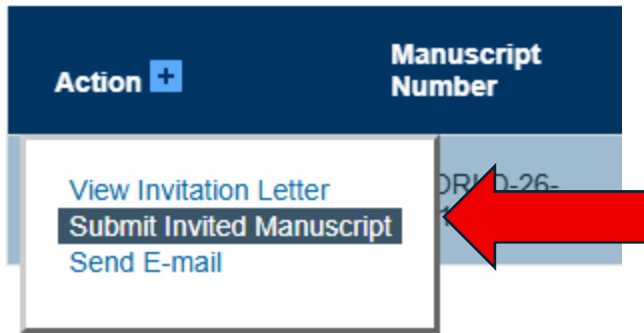 Action +
Manuscript
Number
View Invitation Letter
Submit Invited Manuscript
Send E-mail